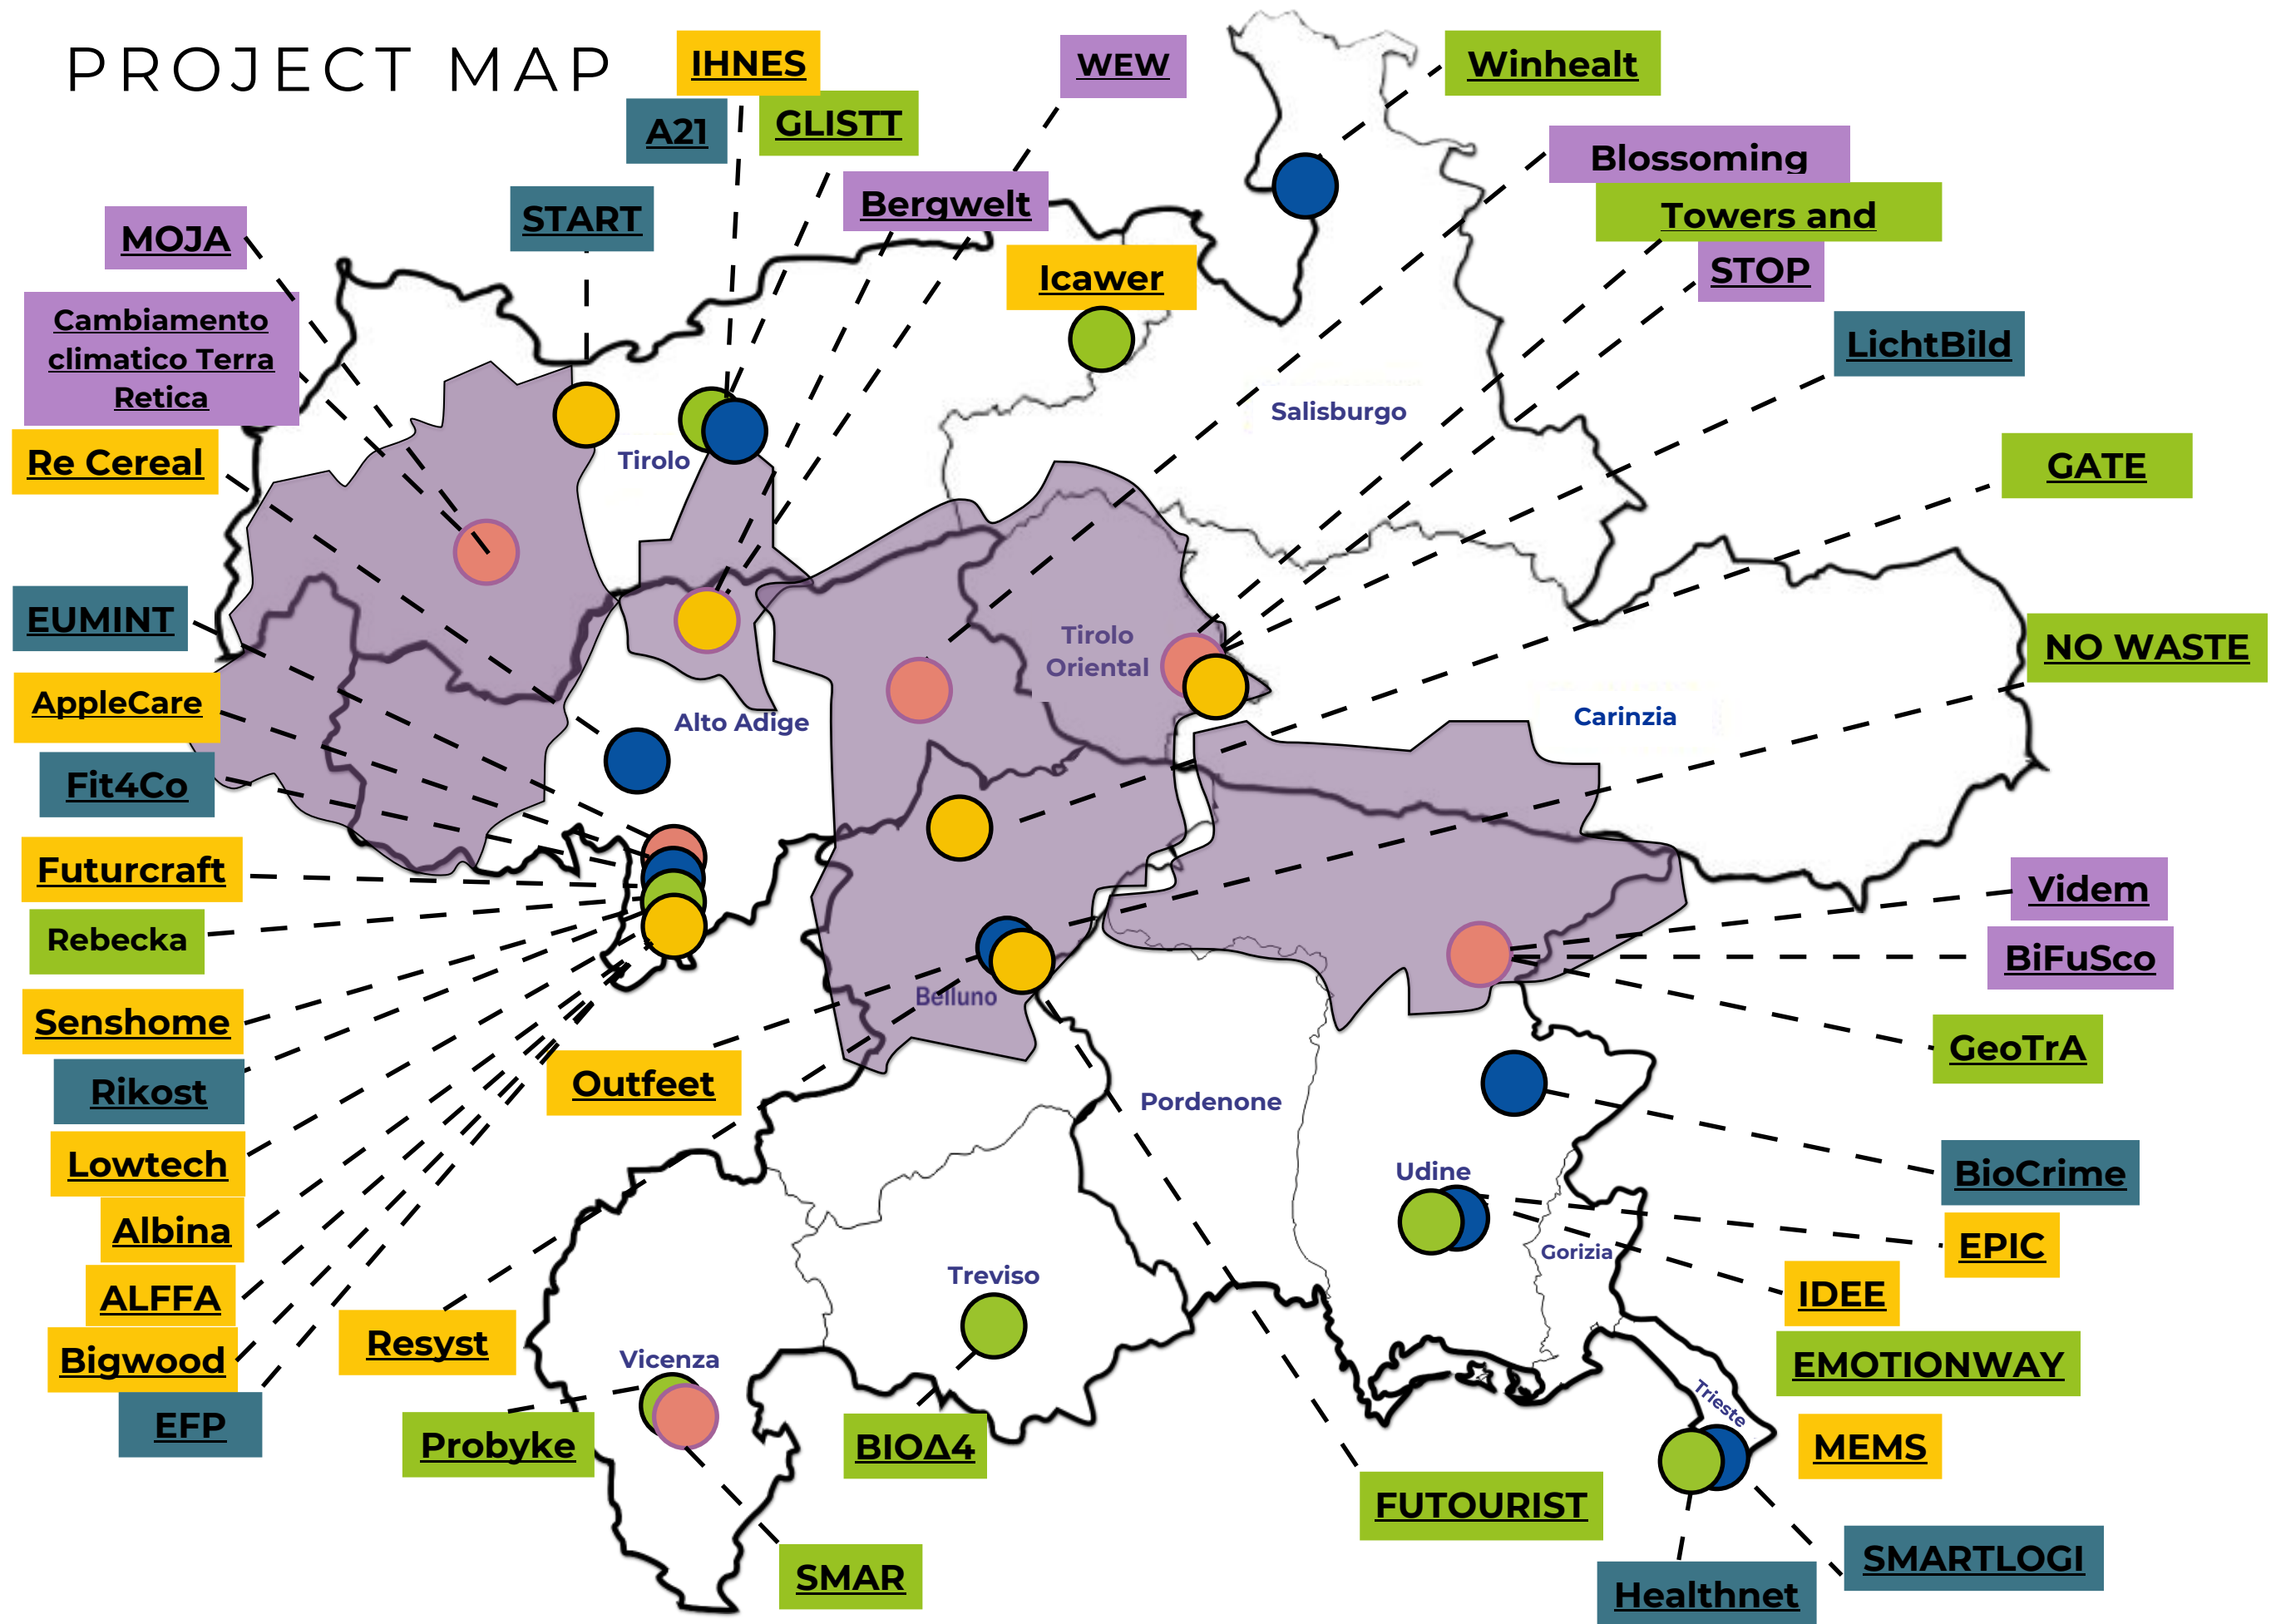 PROJECT MAP
IHNES
WEW
Winhealt
A21
GLISTT
Blossoming
Bergwelt
Towers and
START
MOJA
STOP
Icawer
Cambiamento
climatico Terra
Retica
LichtBild
Salisburgo
Re Cereal
Tirolo
GATE
EUMINT
Tirolo
Oriental
NO WASTE
AppleCare
Alto Adige
Carinzia
Fit4Co
Futurcraft
Videm
Rebecka
BiFuSco
Belluno
Senshome
GeoTrA
Rikost
Outfeet
Pordenone
Lowtech
Udine
BioCrime
Albina
EPIC
Gorizia
Treviso
ALFFA
IDEE
Resyst
Bigwood
Vicenza
EMOTIONWAY
Trieste
EFP
Probyke
BIOΔ4
MEMS
FUTOURIST
SMAR
SMARTLOGI
Healthnet